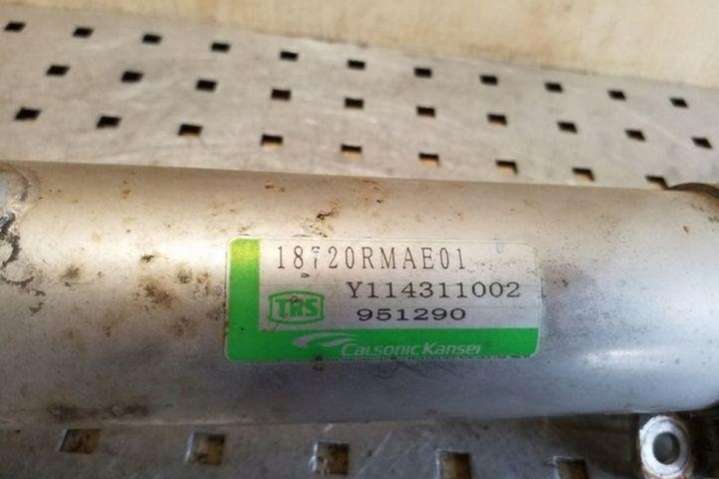 18720RMAE01
TRS
Y114311002
951290
CalsonicKansei